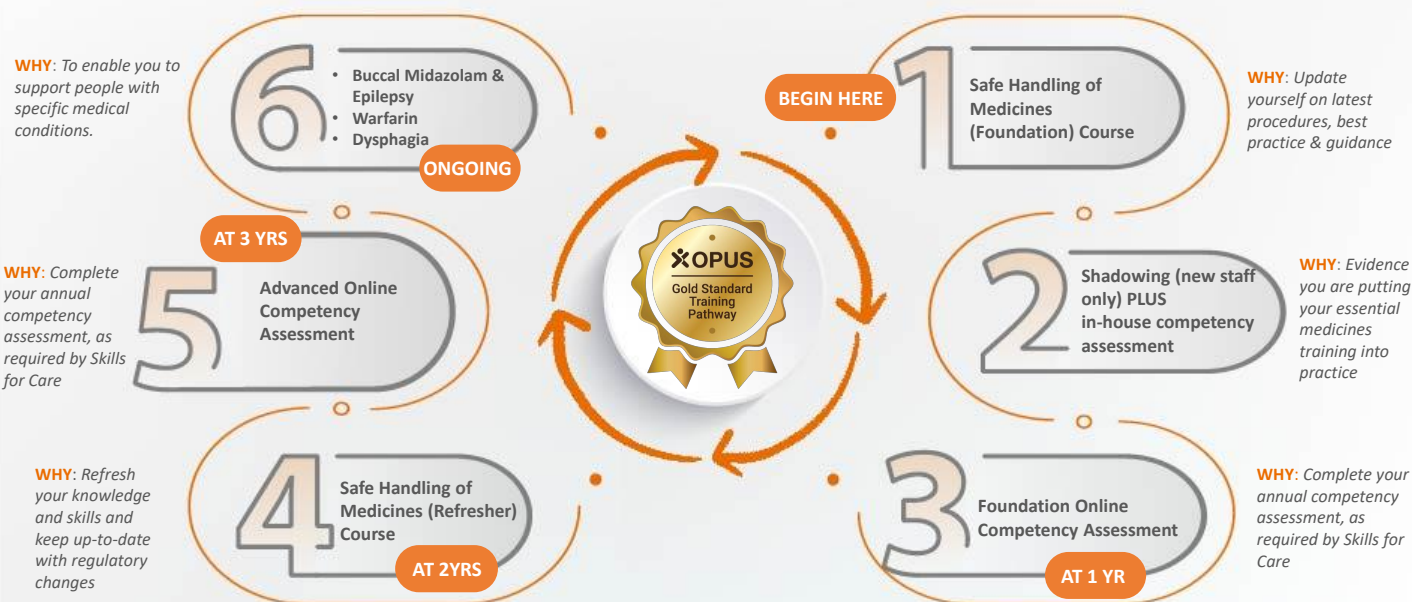 BEGIN HERE
1
Safe Handling of
Medicines
(Foundation) Course
WHY: Update
yourself on latest
procedures, best
practice & guidance
2
Shadowing (new staff
only) PLUS
in-house competency
assessment
WHY: Evidence
you are putting
your essential
medicines
training into
practice
3
Foundation Online
Competency Assessment
AT 1 YR
WHY: Complete your
annual competency
assessment, as
required by Skills for
Care
4
Safe Handling of
Medicines (Refresher)
Course
AT 2YRS
WHY: Refresh
your knowledge
and skills and
keep up-to-date
with regulatory
changes
5
AT 3 YRS
Advanced Online
Competency
Assessment
WHY: Complete
your annual
competency
assessment, as
required by Skills
for Care
6
• Buccal Midazolam &
Epilepsy
• Warfarin
• Dysphagia
ONGOING
WHY: To enable you to
support people with
specific medical
conditions.
OPUS
Gold Standard
Training
Pathway